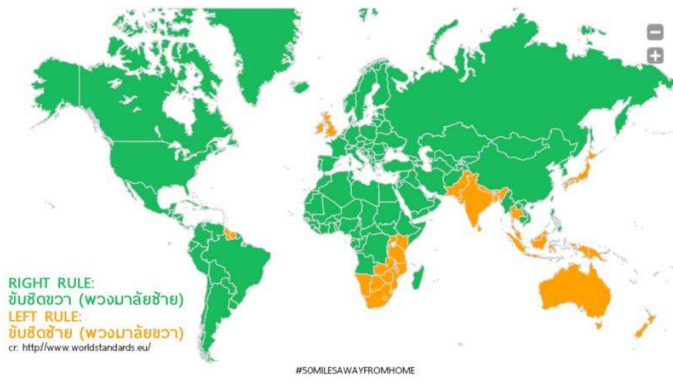 RIGHT RULE:
ขับชิดขวา (พวงมาลัยซ้าย)
LEFT RULE:
ขับชิดซ้าย (พวงมาลัยขวา)
cr: http://www.worldstandards.eu/
#50MILESAWAYFROMHOME